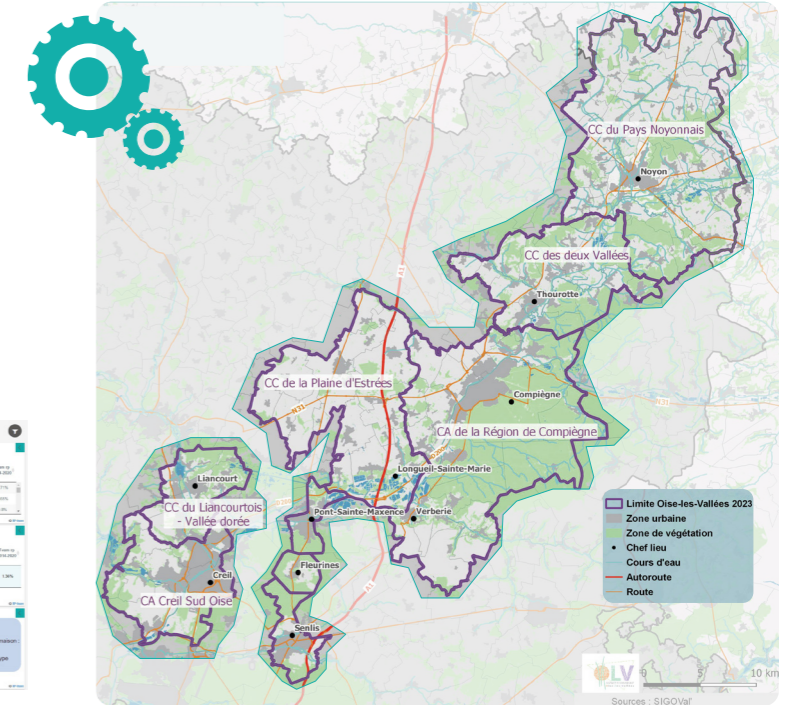 CC du Pays Noyonnais
Noyon
CC des deux Vallées
Thourotte
A1
CC de la Plaine d'Estrées
N31
Compiègne
CA de la Région de Compiègne
Longueil-Sainte-Marie
Liancourt
CC du Liancourtois
- Vallée dorée
Pont-Sainte-Maxence
Verberie
Fleurines
Creil
CA Creil Sud Oise
A1
Senlis
Limite Oise-les-Vallées 2023
Zone urbaine
Zone de végétation
Chef lieu
Cours d'eau
Autoroute
Route
OLV
0 5 10 km
Sources : SIGOVal'